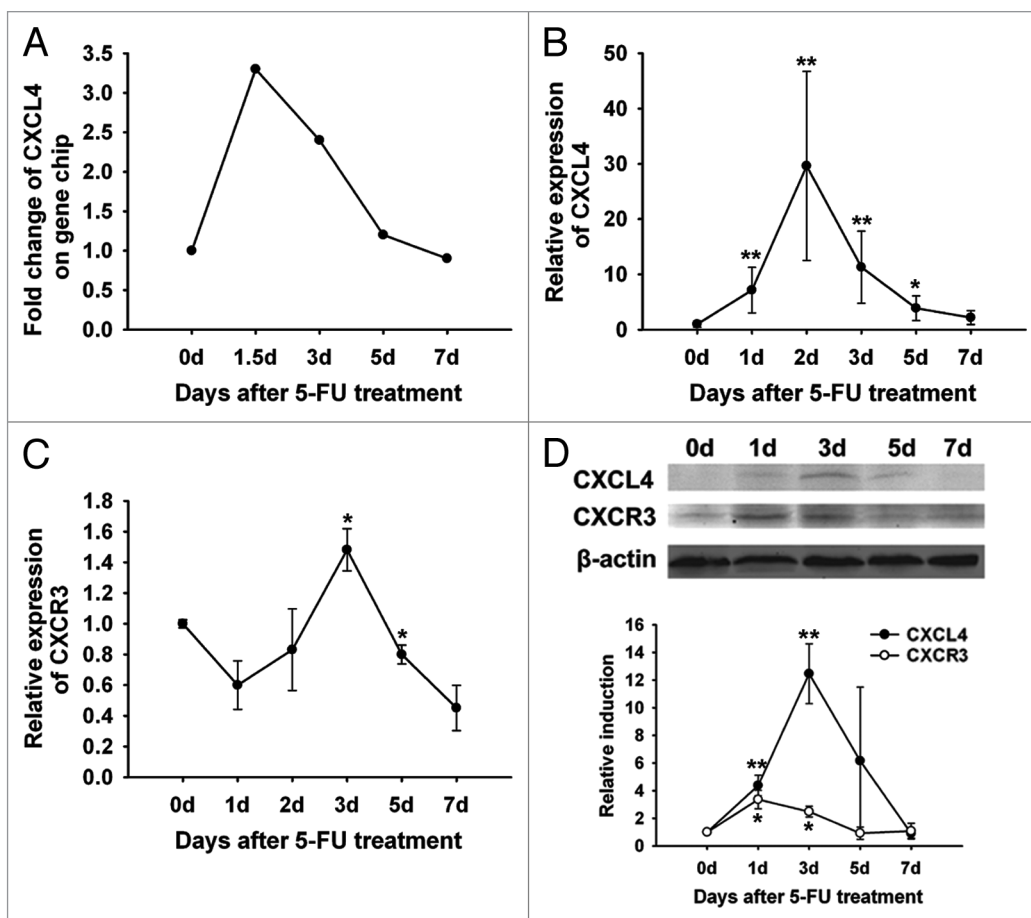 A
Fold change of CXCL4
on gene chip
3.5
3.0
2.5
2.0
1.5
1.0
0.5
0.0
0d 1.5d 3d 5d 7d
Days after 5-FU treatment
B
Relative expression
of CXCL4
50
40
30
20
10
0
** ** ** *
0d 1d 2d 3d 5d 7d
Days after 5-FU treatment
C
Relative expression
of CXCR3
1.8
1.6
1.4
1.2
1.0
0.8
0.6
0.4
0.2
0.0
* *
0d 1d 2d 3d 5d 7d
Days after 5-FU treatment
D
0d 1d 3d 5d 7d
CXCL4
CXCR3
β-actin
Relative induction
16
14
12
10
8
6
4
2
0
CXCL4
CXCR3
** **
* *
0d 1d 3d 5d 7d
Days after 5-FU treatment